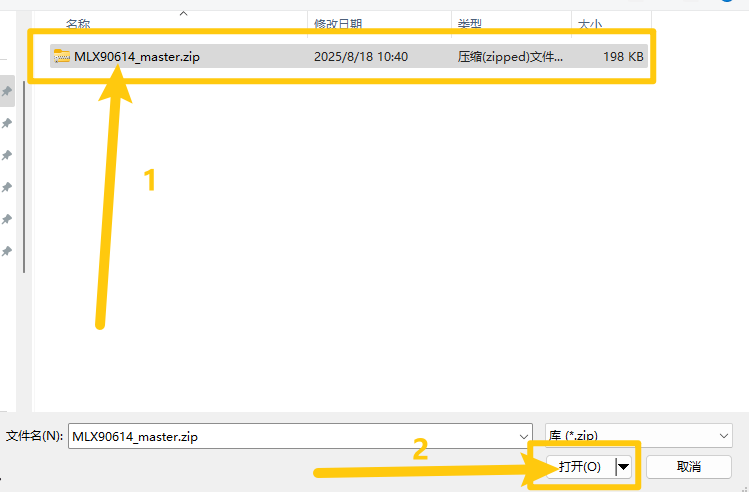 名称 修改日期 类型 大小
MLX90614_master.zip 2025/8/18 10:40 压缩(zipped)文件... 198 KB
1
文件名(N): MLX90614_master.zip 库 (*.zip)
2
打开(O) 取消